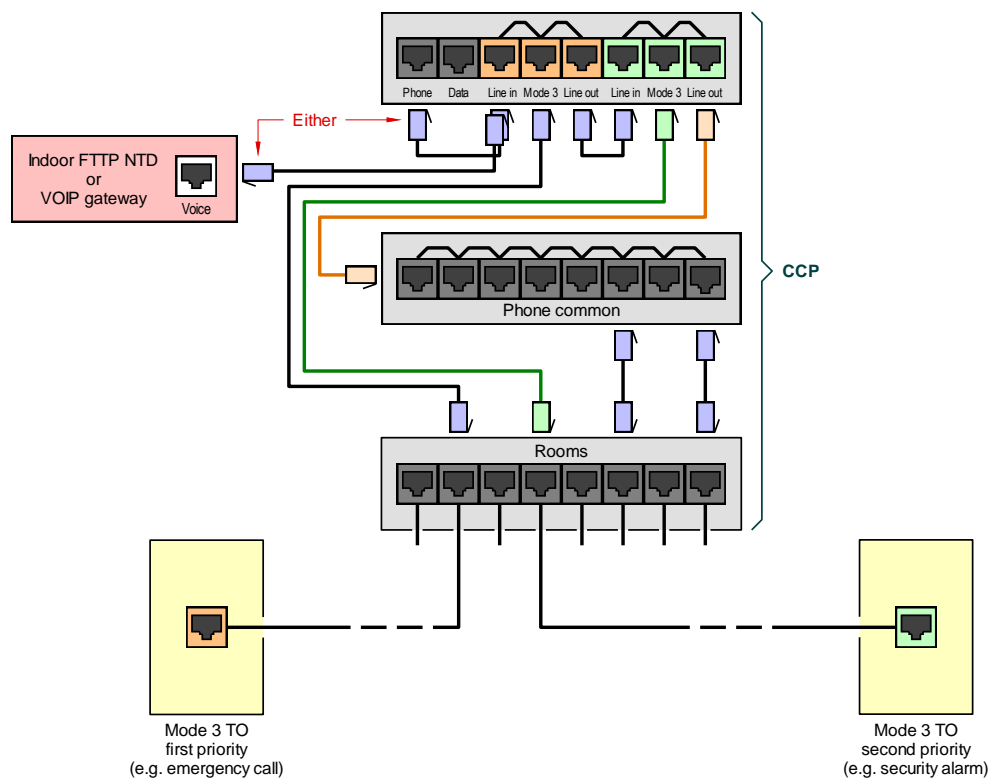 Phone Data Line in Mode 3 Line out Line in Mode 3 Line out
Either
Indoor FTTP NTD
or
VOIP gateway
Voice
CCP
Phone common
Rooms
Mode 3 TO
first priority
(e.g. emergency call)
Mode 3 TO
second priority
(e.g. security alarm)